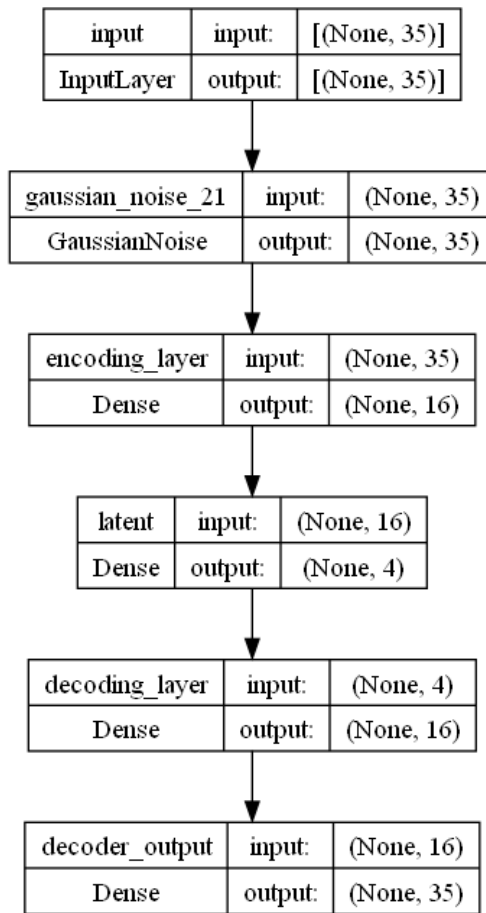 input input: [(None, 35)]
InputLayer output: [(None, 35)]
gaussian_noise_21 input: (None, 35)
GaussianNoise output: (None, 35)
encoding_layer input: (None, 35)
Dense output: (None, 16)
latent input: (None, 16)
Dense output: (None, 4)
decoding_layer input: (None, 4)
Dense output: (None, 16)
decoder_output input: (None, 16)
Dense output: (None, 35)